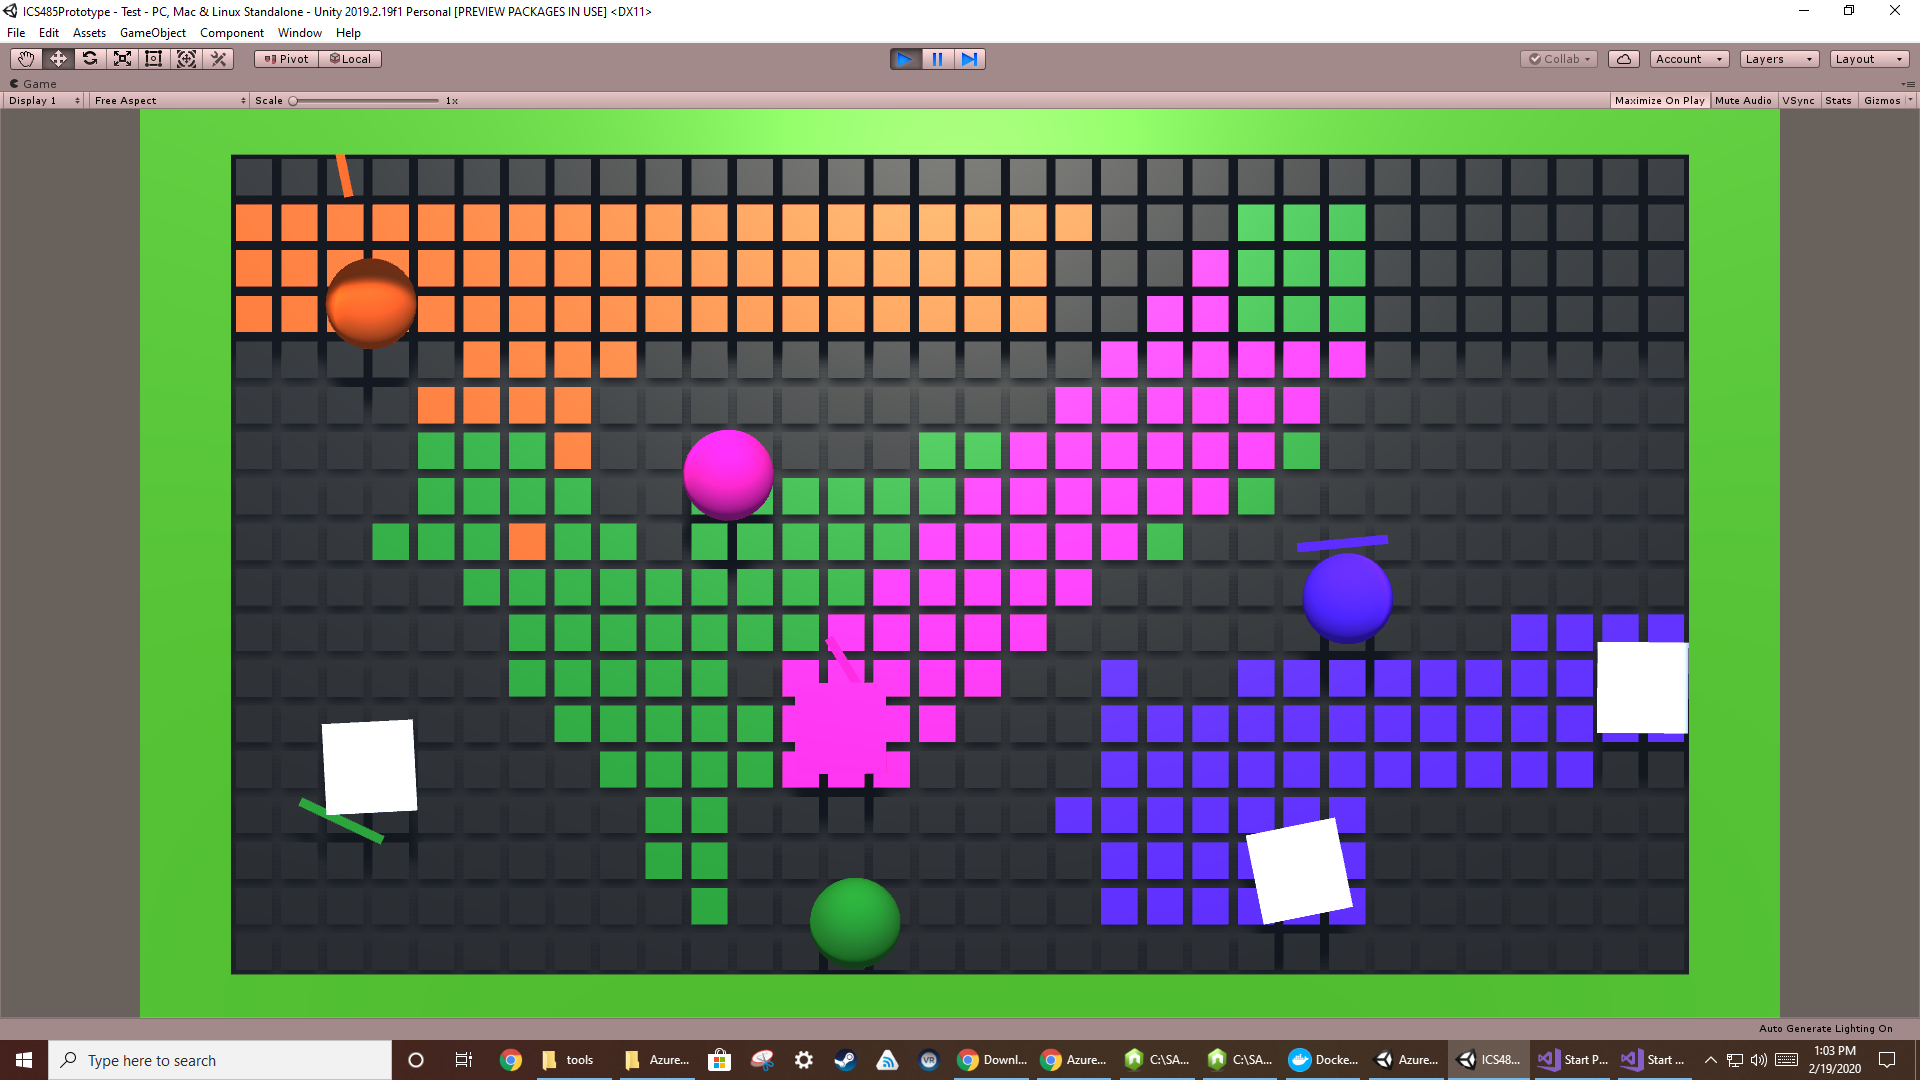 ICS485Prototype - Test - PC, Mac & Linux Standalone - Unity 2019.2.19f1 Personal [PREVIEW PACKAGES IN USE] <DX11>
File Edit Assets GameObject Component Window Help
Pivot Local Collab Account Layers Layout
Game
Display 1 Free Aspect Scale 1x Maximize On Play Mute Audio VSync Stats Gizmos
Auto Generate Lighting On
Type here to search tools Azure... Downl... Azure... C:\SA... C:\SA... Docke... Azure... ICS48... Start P... Start ... 1:03 PM
2/19/2020